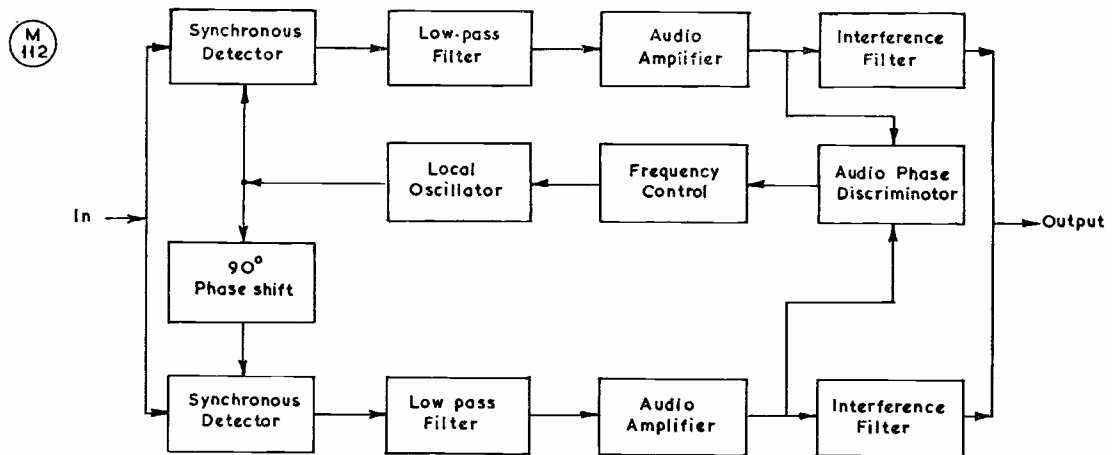 M
112
Synchronous
Detector
Low-pass
Filter
Audio
Amplifier
Interference
Filter
Local
Oscillator
Frequency
Control
Audio Phase
Discriminotor
In
Output
90°
Phase shift
Synchronous
Detector
Low pass
Filter
Audio
Amplifier
Interference
Filter